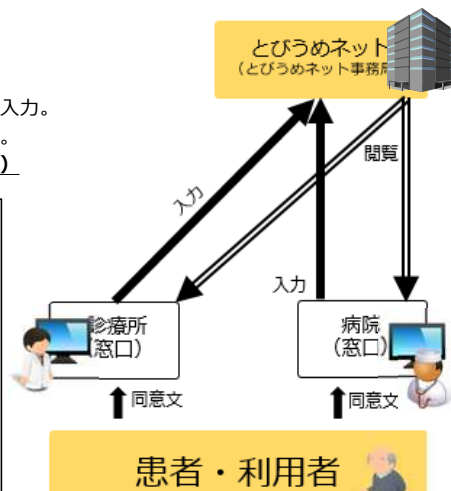 とびうめネット
(とびうめネット事務局
入力。
。
)
閲覧
入力
入力
診療所
(窓口)
病院
(窓口)
同意文
同意文
患者・利用者